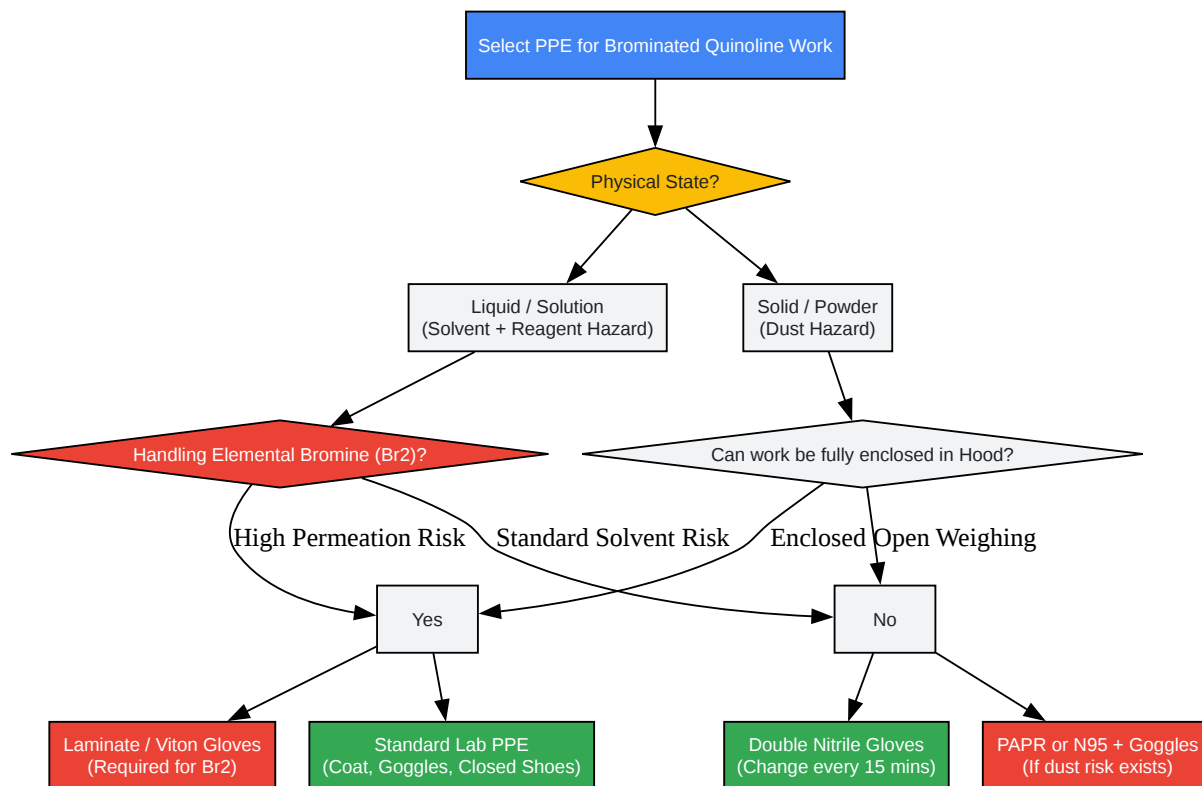 Select PPE for Brominated Quinoline Work
Physical State?
Liquid / Solution
(Solvent + Reagent Hazard)
Solid / Powder
(Dust Hazard)
Handling Elemental Bromine (Br2)?
Can work be fully enclosed in Hood?
High Permeation Risk
Standard Solvent Risk
Enclosed
Open Weighing
Yes
No
Laminate / Viton Gloves
(Required for Br2)
Standard Lab PPE
(Coat, Goggles, Closed Shoes)
Double Nitrile Gloves
(Change every 15 mins)
PAPR or N95 + Goggles
(If dust risk exists)